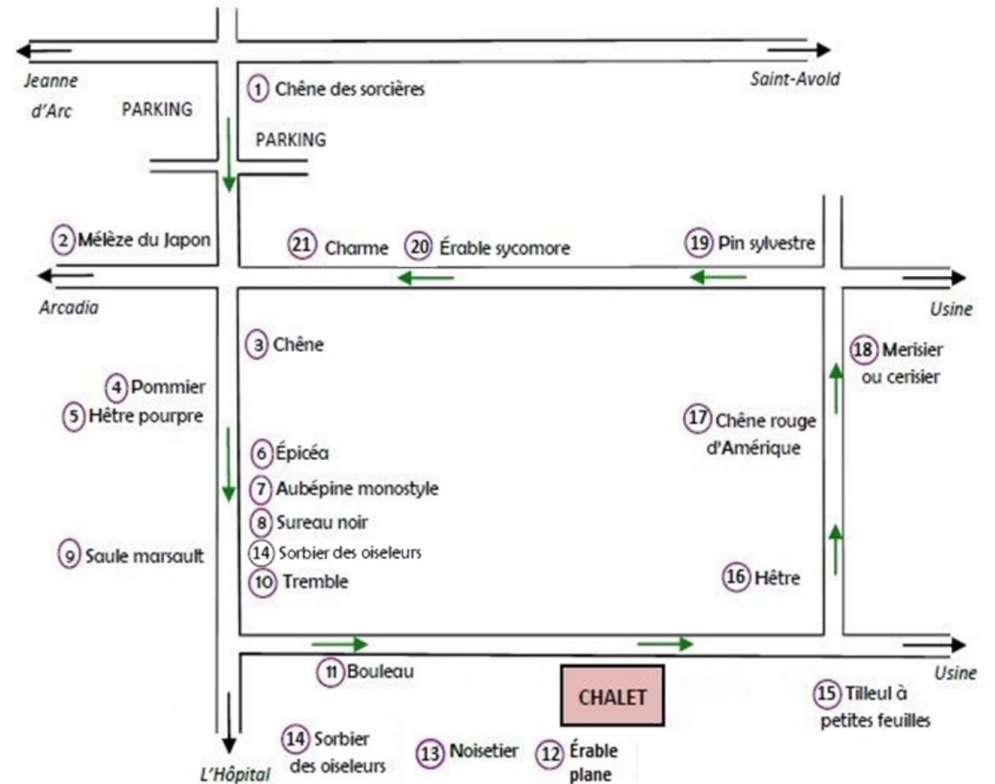 Jeanne
d'Arc
Saint-Avold
1 Chêne des sorcières
PARKING
PARKING
2 Mélèze du Japon
21 Charme
20 Érable sycomore
19 Pin sylvestre
Arcadia
Usine
3 Chêne
18 Merisier
ou cerisier
4 Pommier
5 Hêtre pourpre
17 Chêne rouge
d'Amérique
6 Épicéa
7 Aubépine monostyle
8 Sureau noir
14 Sorbier des oiseleurs
9 Saule marsault
10 Tremble
16 Hêtre
11 Bouleau
CHALET
Usine
15 Tilleul à
petites feuilles
14 Sorbier
des oiseleurs
13 Noisetier
12 Érable
plane
L'Hôpital